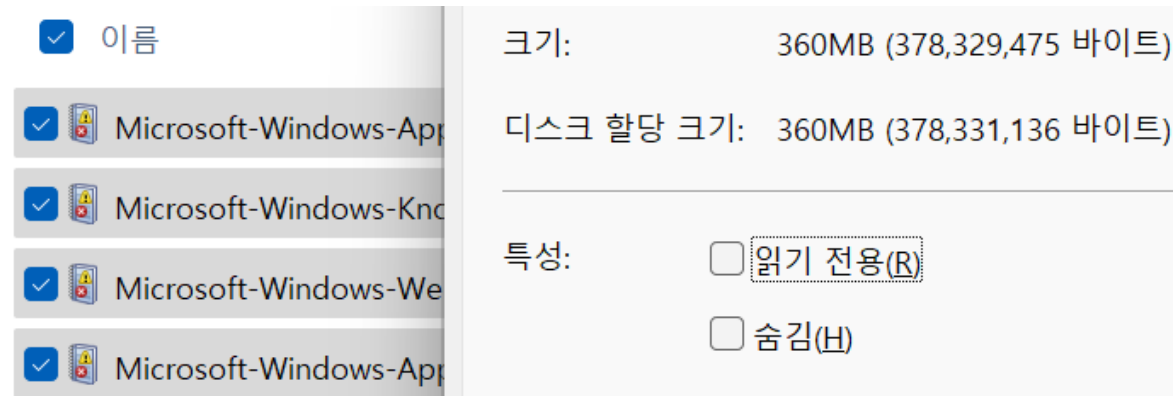 이름
Microsoft-Windows-App
Microsoft-Windows-Kno
Microsoft-Windows-We
Microsoft-Windows-App
크기: 360MB (378,329,475 바이트)
디스크 할당 크기: 360MB (378,331,136 바이트)
특성: 읽기 전용(R)
숨김(H)